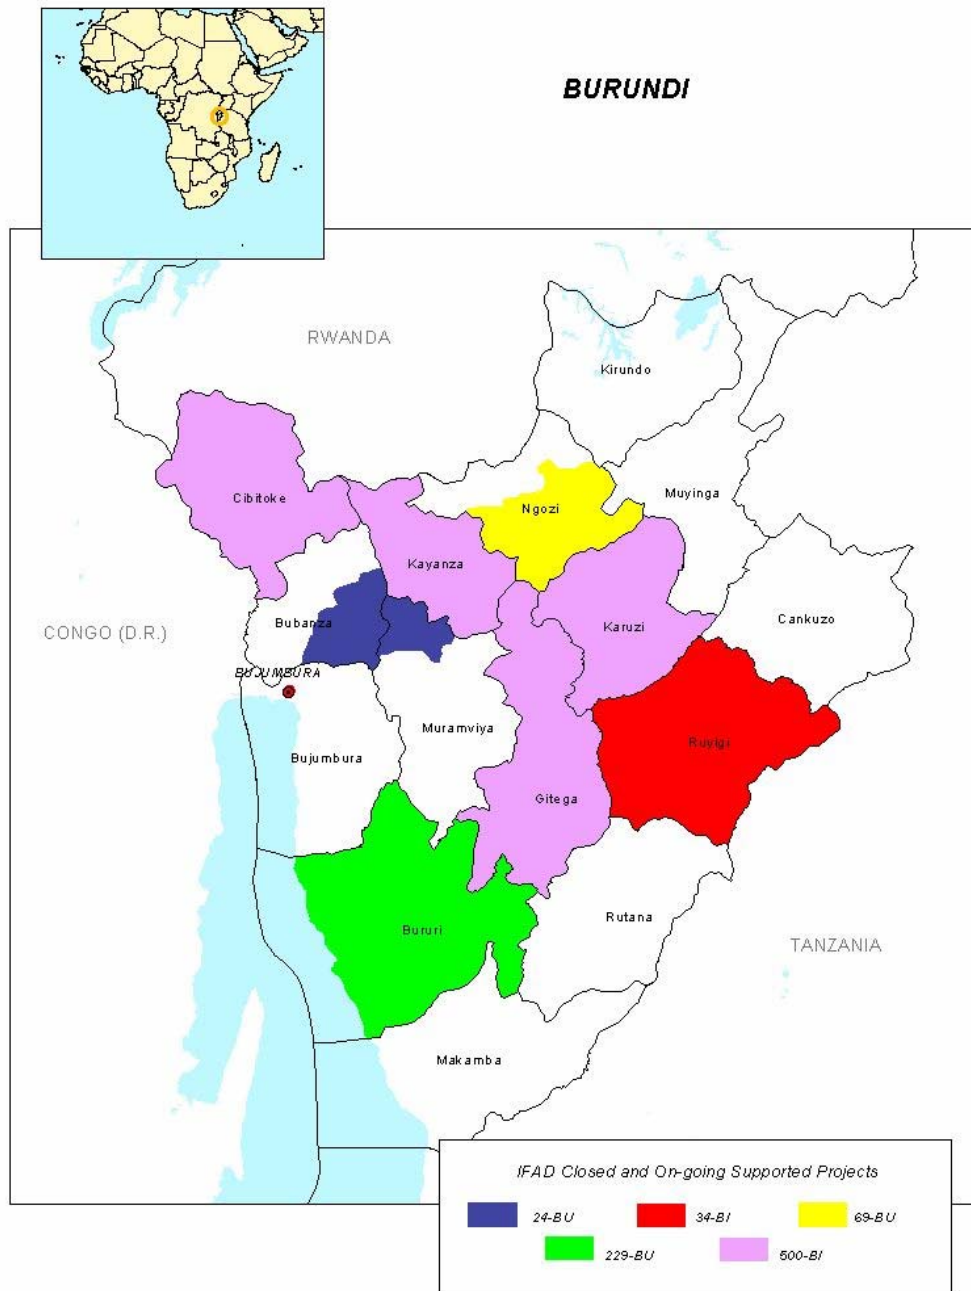 BURUNDI
RWANDA
Kirundo
Cibitoke
Ngozi
Muyinga
Kayanza
Bubanza
Karuzi
Cankuzo
CONGO (D.R.)
BUJUMBURA
Muramviya
Ruyigi
Bujumbura
Gitega
Bururi
Rutana
TANZANIA
Makamba
IFAD Closed and On-going Supported Projects
24-BU
34-BI
69-BU
229-BU
500-BI